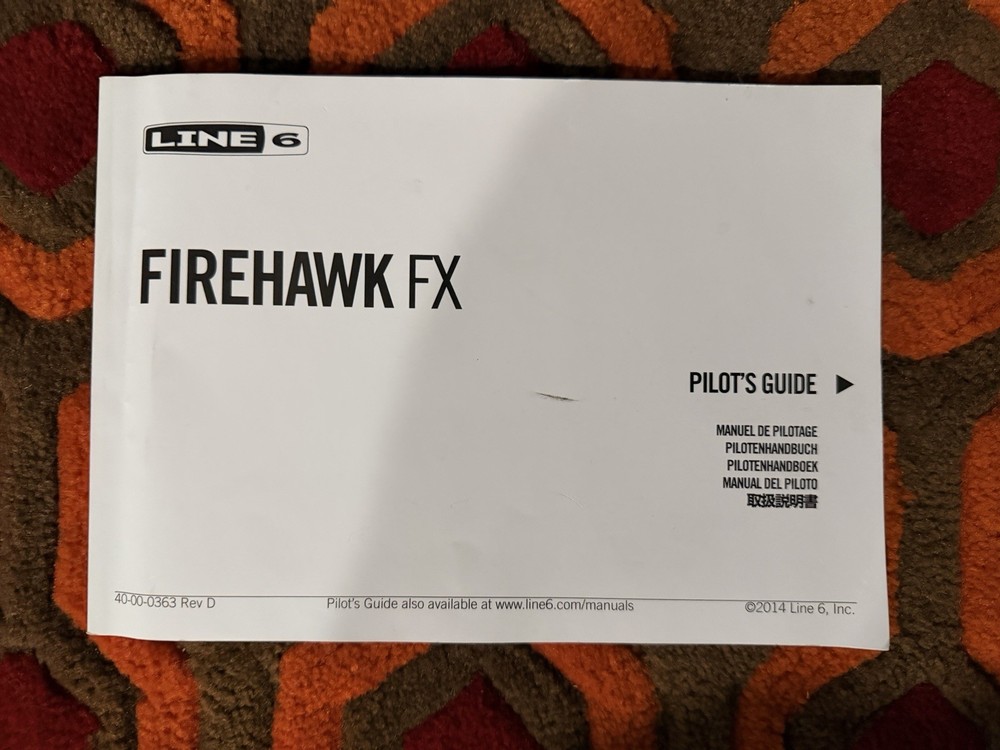 LINE 6
FIREHAWK FX
PILOT'S GUIDE ▶
MANUEL DE PILOTAGE
PILOTENHANDBUCH
PILOTENHANDBOEK
MANUAL DEL PILOTO
取扱説明書
40-00-0363 Rev D Pilot's Guide also available at www.line6.com/manuals ©2014 Line 6, Inc.